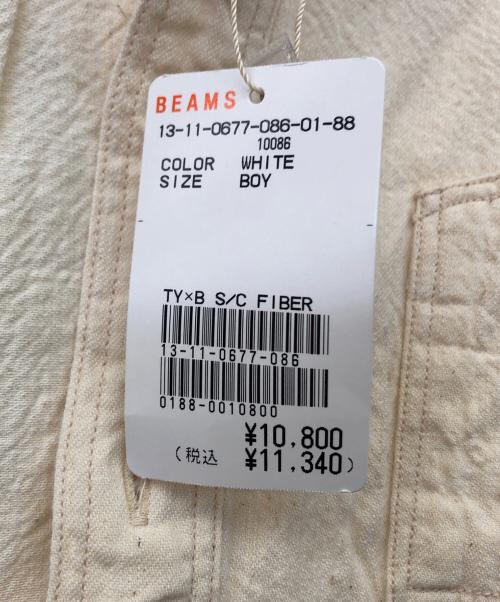 BEAMS
13-11-0677-086-01-88
10086
COLOR WHITE
SIZE BOY
TY×B S/C FIBER
13-11-0677-086
0188-0010800
¥10,800
(税込 ¥11,340)